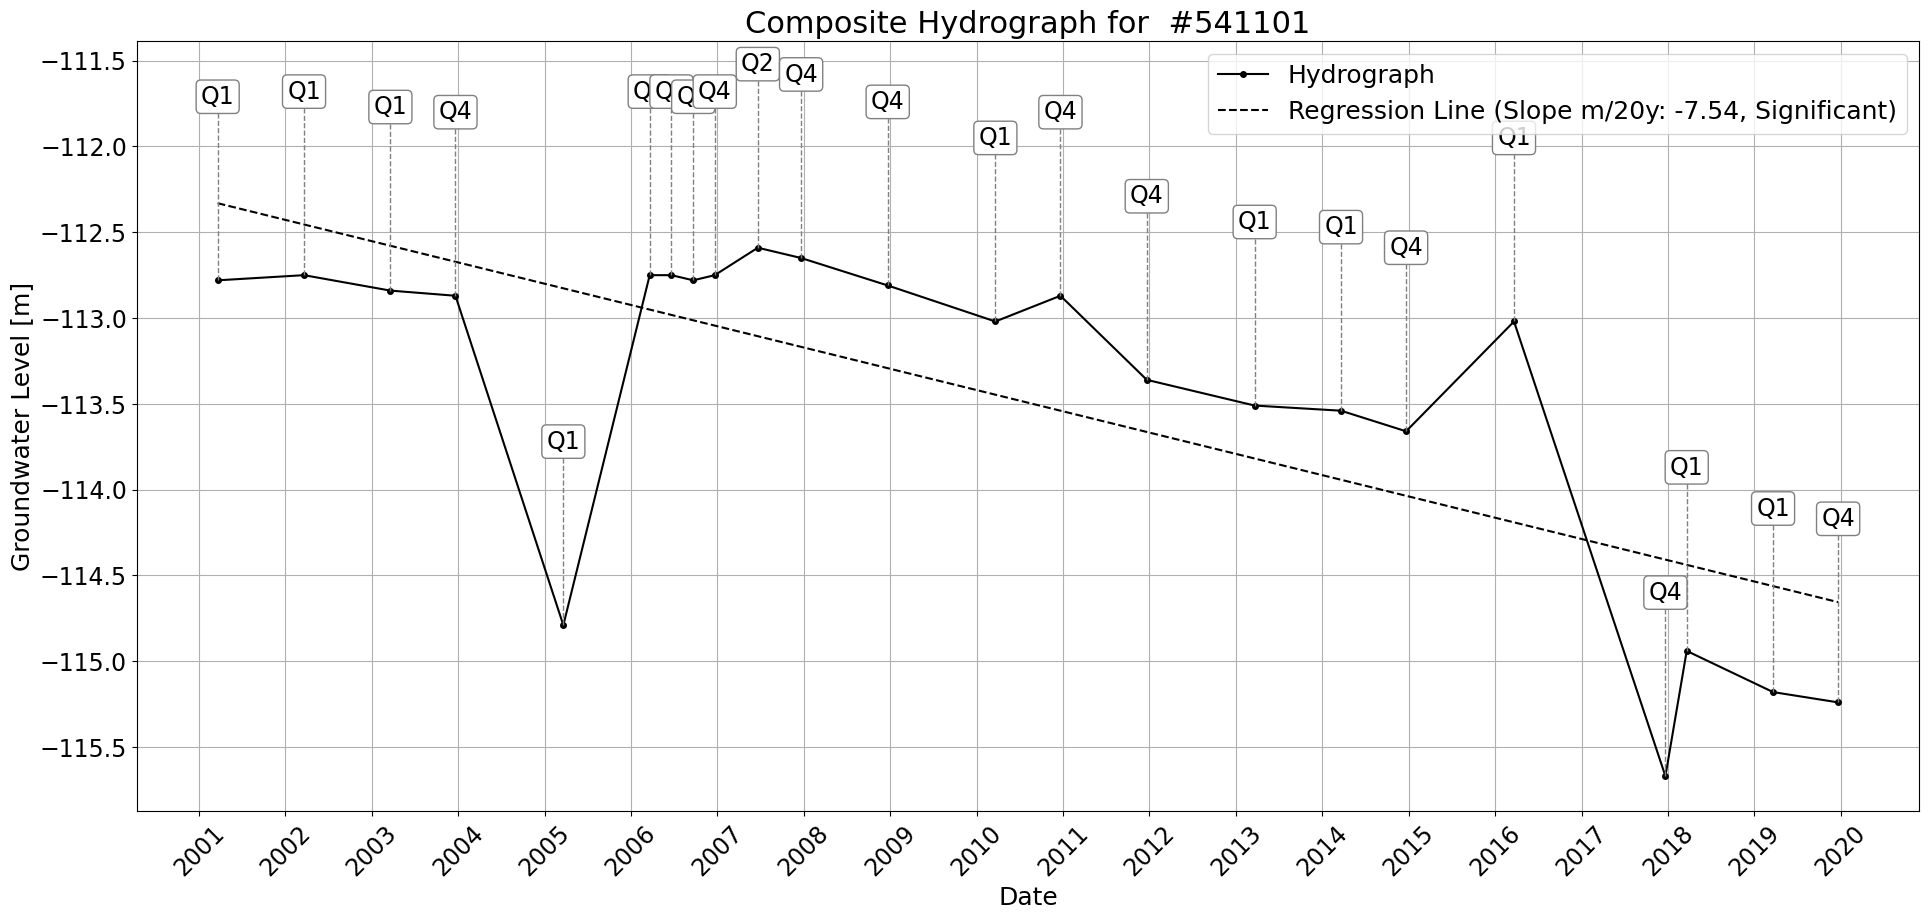 Composite Hydrograph for #541101
Hydrograph
Regression Line (Slope m/20y: -7.54, Significant)
Groundwater Level [m]
−111.5
−112.0
−112.5
−113.0
−113.5
−114.0
−114.5
−115.0
−115.5
Q1
Q1
Q1
Q4
Q1
Q4
Q2
Q4
Q4
Q1
Q4
Q4
Q1
Q1
Q4
Q1
Q4
Q1
Q1
Q4
2001
2002
2003
2004
2005
2006
2007
2008
2009
2010
2011
2012
2013
2014
2015
2016
2017
2018
2019
2020
Date